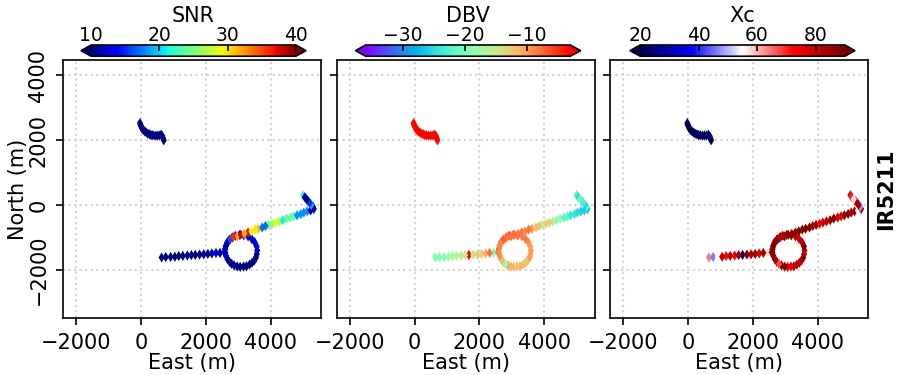 SNR DBV Xc
10 20 30 40 −30 −20 −10 20 40 60 80
4000
2000
0
−2000
North (m)
IR5211
−2000 0 2000 4000 −2000 0 2000 4000 −2000 0 2000 4000
East (m) East (m) East (m)